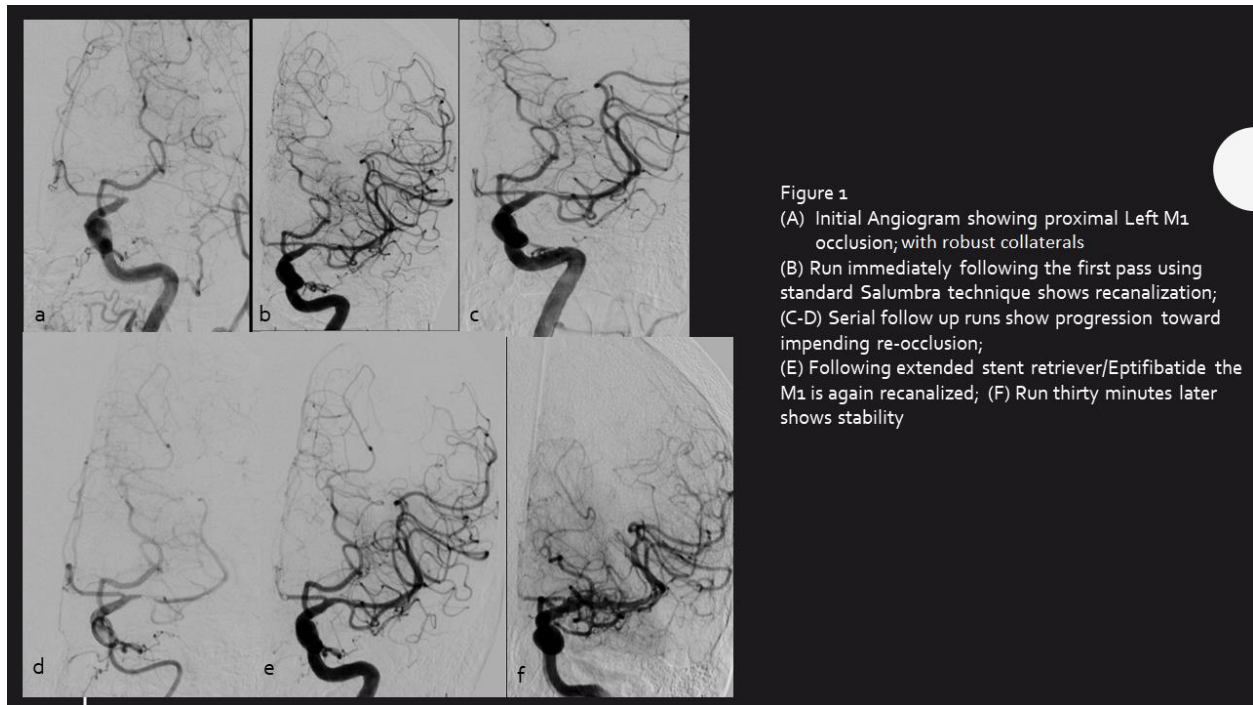 a
b
c
d
e
f
Figure 1
(A) Initial Angiogram showing proximal Left M1
occlusion; with robust collaterals
(B) Run immediately following the first pass using
standard Salumbra technique shows recanalization;
(C-D) Serial follow up runs show progression toward
impending re-occlusion;
(E) Following extended stent retriever/Eptifibatide the
M1 is again recanalized; (F) Run thirty minutes later
shows stability